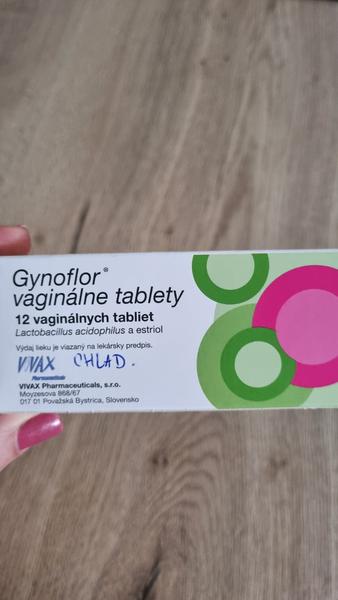 Gynoflor®
vaginálne tablety
12 vaginálnych tabliet
Lactobacillus acidophilus a estriol
Výdaj lieku je viazaný na lekársky predpis.
VIVAX CHLAD.
Pharmaceuticals
VIVAX Pharmaceuticals, s.r.o.
Moyzesova 868/67
017 01 Považská Bystrica, Slovensko